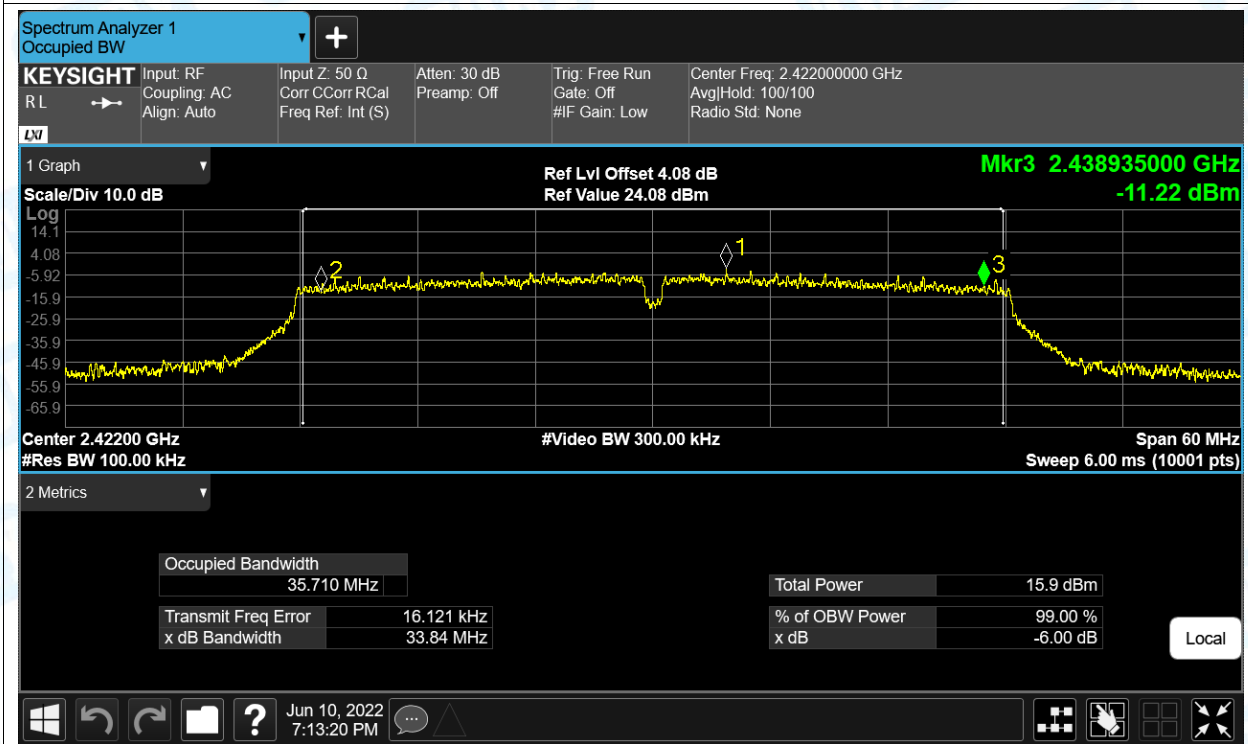 Spectrum Analyzer 1
Occupied BW
KEYSIGHT
R L
LXI
Input: RF
Coupling: AC
Align: Auto
Input Z: 50 Ω
Corr CCorr RCal
Freq Ref: Int (S)
Atten: 30 dB
Preamp: Off
Trig: Free Run
Gate: Off
#IF Gain: Low
Center Freq: 2.422000000 GHz
Avg|Hold: 100/100
Radio Std: None
1 Graph
Scale/Div 10.0 dB
Ref Lvl Offset 4.08 dB
Ref Value 24.08 dBm
Mkr3 2.438935000 GHz
-11.22 dBm
Log
14.1
4.08
-5.92
-15.9
-25.9
-35.9
-45.9
-55.9
-65.9
2
1
3
Center 2.42200 GHz
#Res BW 100.00 kHz
#Video BW 300.00 kHz
Span 60 MHz
Sweep 6.00 ms (10001 pts)
2 Metrics
Occupied Bandwidth
35.710 MHz
Transmit Freq Error 16.121 kHz
x dB Bandwidth 33.84 MHz
Total Power 15.9 dBm
% of OBW Power 99.00 %
x dB -6.00 dB
Local
?
Jun 10, 2022
7:13:20 PM